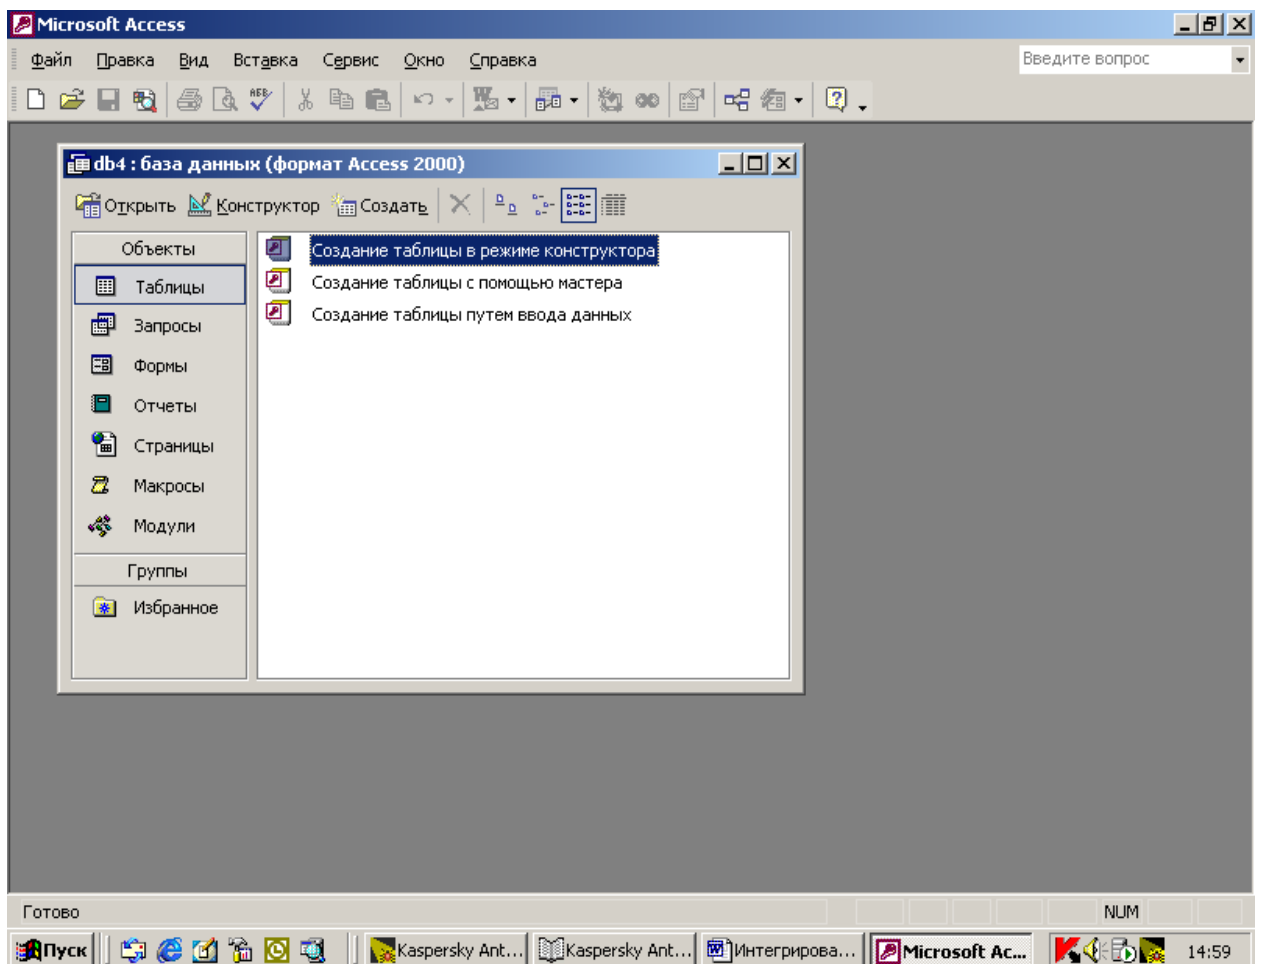 Microsoft Access
Файл Правка Вид Вставка Сервис Окно Справка Введите вопрос
db4 : база данных (формат Access 2000)
Открыть Конструктор Создать
Объекты
Таблицы
Запросы
Формы
Отчеты
Страницы
Макросы
Модули
Группы
Избранное
Создание таблицы в режиме конструктора
Создание таблицы с помощью мастера
Создание таблицы путем ввода данных
Готово NUM
Пуск Kaspersky Ant... Kaspersky Ant... Интегрирова... Microsoft Ac... 14:59